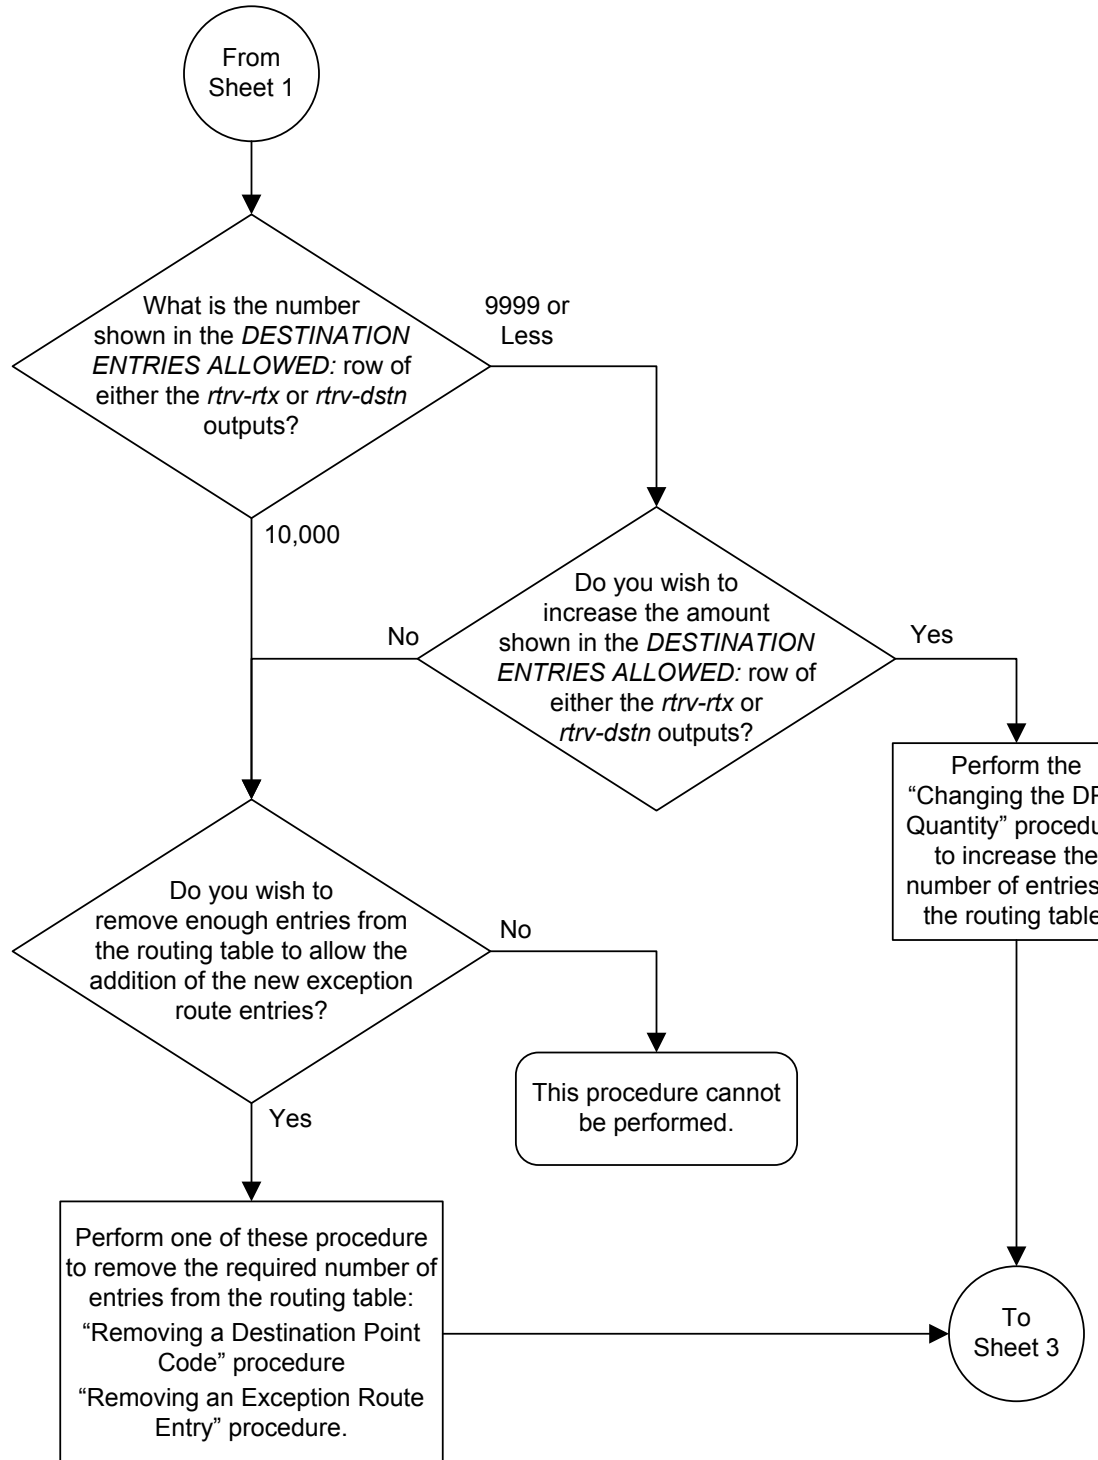 From
Sheet 1
What is the number
shown in the DESTINATION
ENTRIES ALLOWED: row of
either the rtrv-rtx or rtrv-dstn
outputs?
9999 or
Less
10,000
Do you wish to
increase the amount
shown in the DESTINATION
ENTRIES ALLOWED: row of
either the rtrv-rtx or
rtrv-dstn outputs?
No
Yes
Perform the
“Changing the
Quantity”
to increase the
number of entries
the routing table
Do you wish to
remove enough entries from
the routing table to allow the
addition of the new exception
route entries?
No
This procedure cannot
be performed.
Yes
Perform one of these procedure
to remove the required number of
entries from the routing table:
“Removing a Destination Point
Code” procedure
“Removing an Exception Route
Entry” procedure.
To
Sheet 3